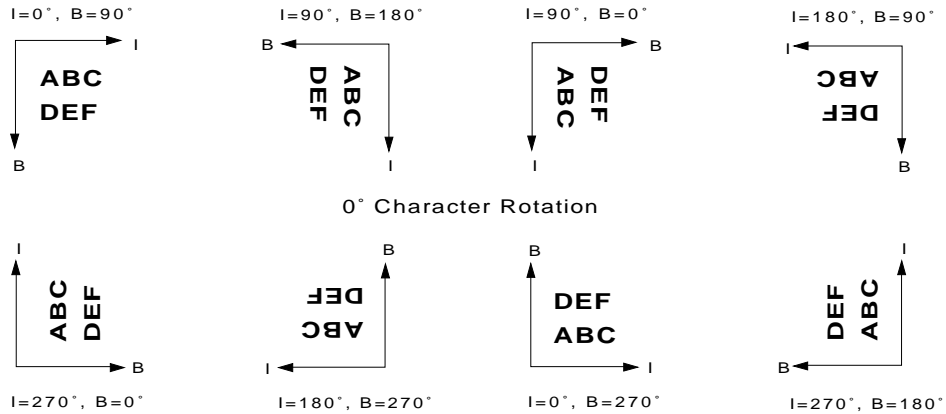 I=0°, B=90°
I=90°, B=180°
I=90°, B=0°
I=180°, B=90°
I
B
ABC
DEF
B
I
ABC
DEF
B
I
DEF
ABC
I
B
ABC
DEF
0° Character Rotation
I
B
ABC
DEF
B
I
DEF
ABC
B
I
DEF
ABC
I
B
DEF
ABC
I=270°, B=0°
I=180°, B=270°
I=0°, B=270°
I=270°, B=180°